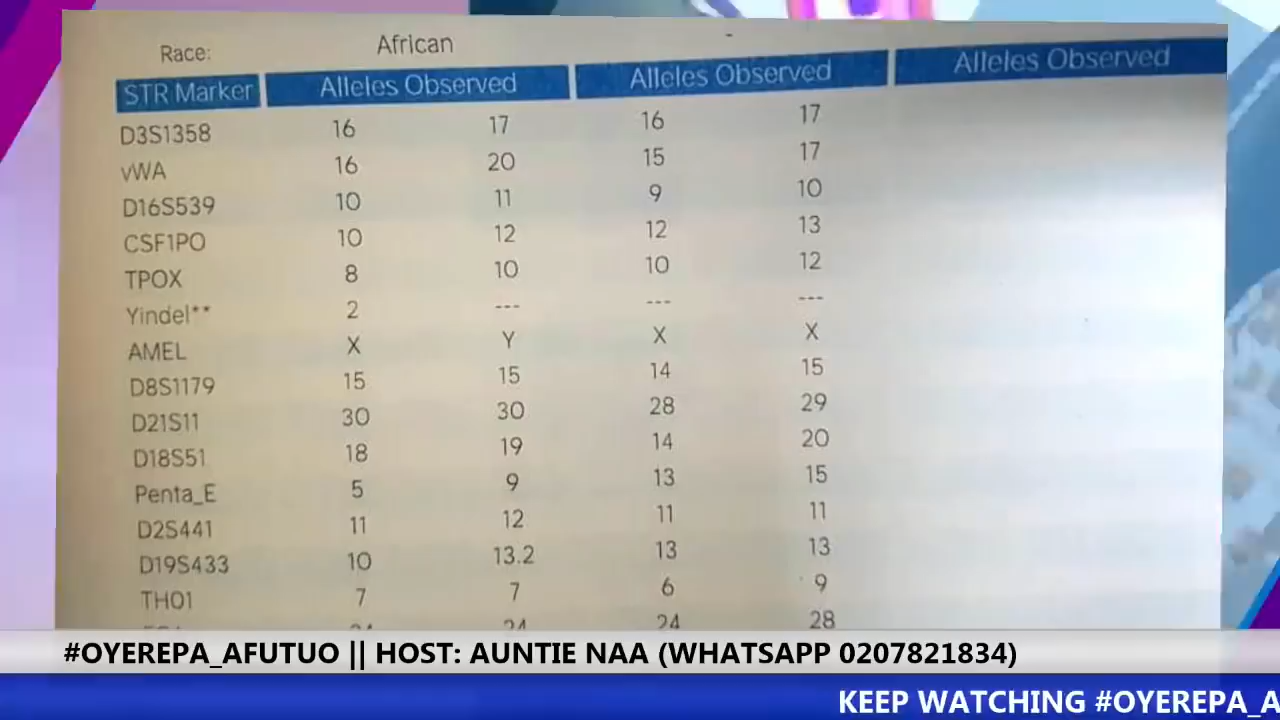 Race: African -
STR Marker Alleles Observed Alleles Observed Alleles Observed
D3S1358 16 17 16 17
vWA 16 20 15 17
D16S539 10 11 9 10
CSF1PO 10 12 12 13
TPOX 8 10 10 12
Yindel** 2 --- --- ---
AMEL X Y X X
D8S1179 15 15 14 15
D21S11 30 30 28 29
D18S51 18 19 14 20
Penta_E 5 9 13 15
D2S441 11 12 11 11
D19S433 10 13.2 13 13
TH01 7 7 6 9
24 28
#OYEREPA_AFUTUO || HOST: AUNTIE NAA (WHATSAPP 0207821834)
KEEP WATCHING #OYEREPA_A